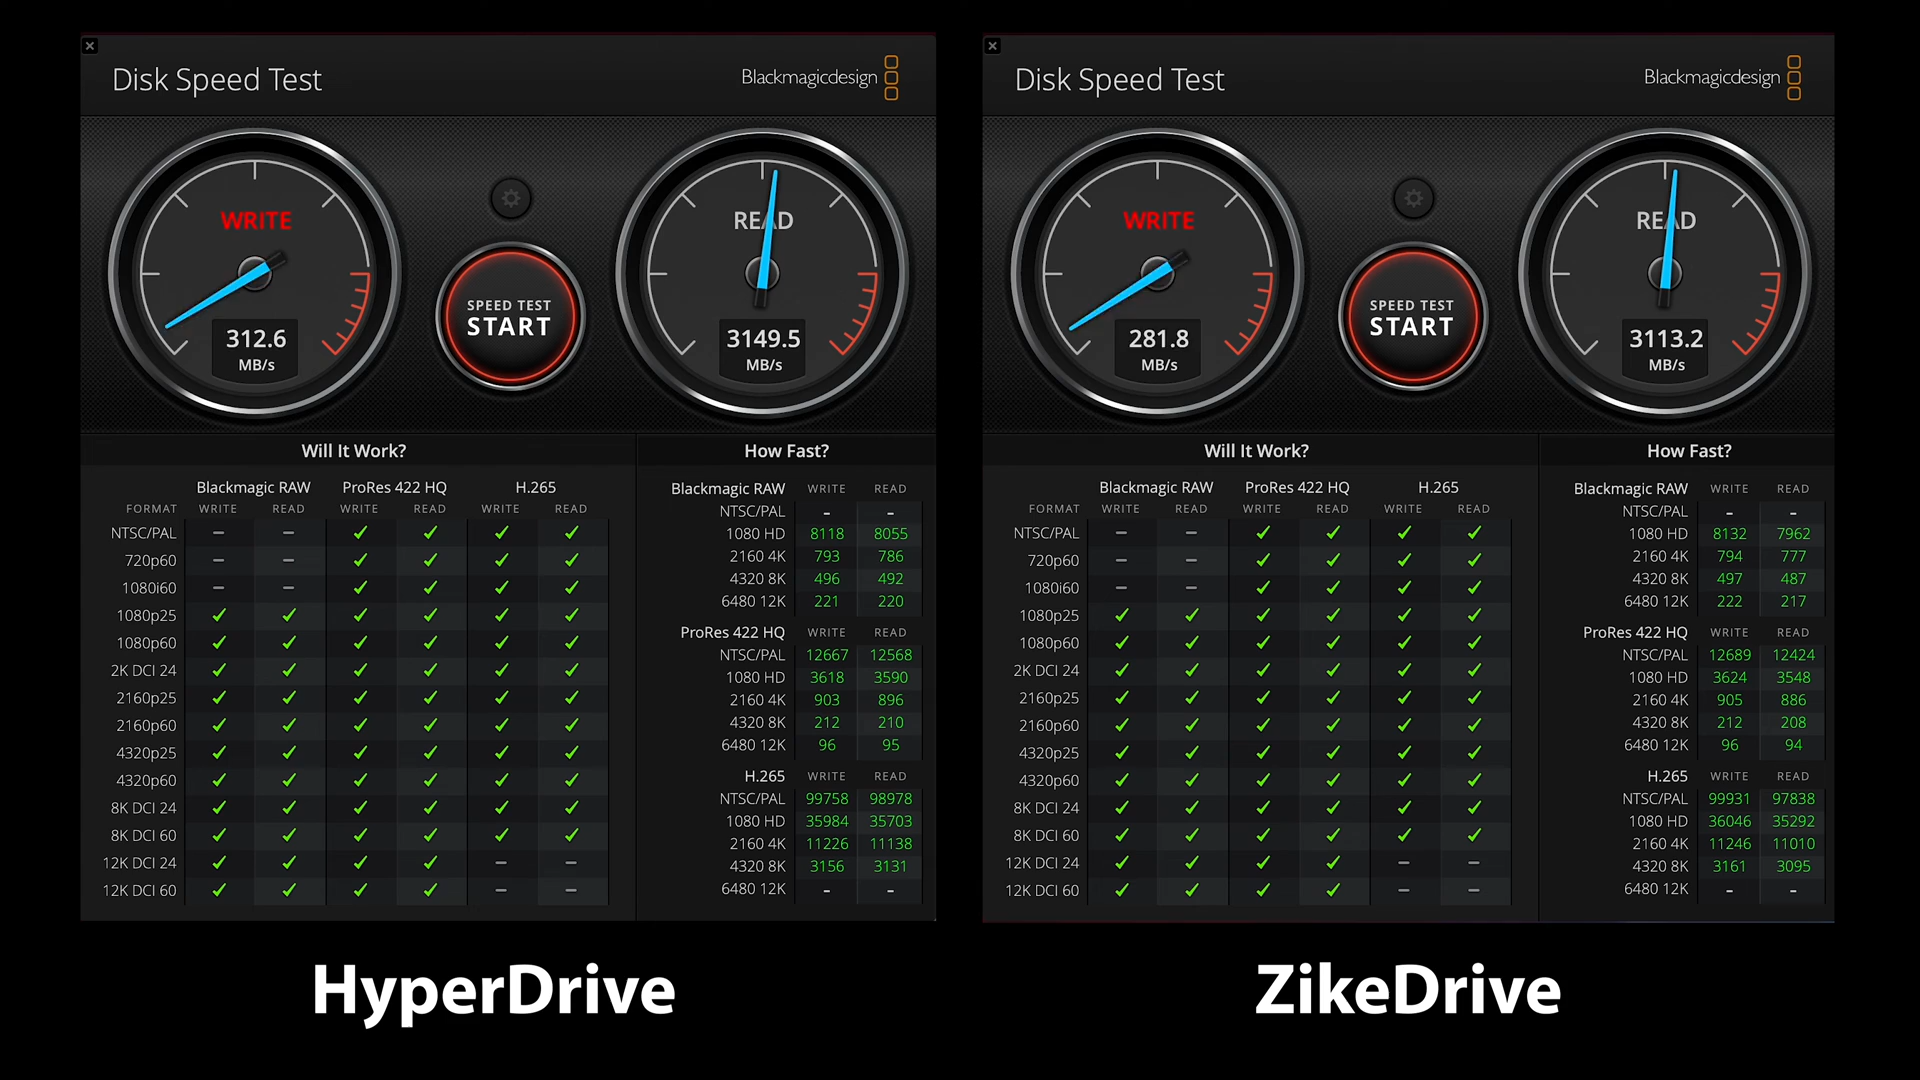 Disk Speed Test
Blackmagicdesign
WRITE
312.6
MB/s
SPEED TEST
START
READ
3149.5
MB/s
Will It Work?
Blackmagic RAW ProRes 422 HQ H.265
FORMAT WRITE READ WRITE READ WRITE READ
NTSC/PAL – – ✓ ✓ ✓ ✓
720p60 – – ✓ ✓ ✓ ✓
1080i60 – – ✓ ✓ ✓ ✓
1080p25 ✓ ✓ ✓ ✓ ✓ ✓
1080p60 ✓ ✓ ✓ ✓ ✓ ✓
2K DCI 24 ✓ ✓ ✓ ✓ ✓ ✓
2160p25 ✓ ✓ ✓ ✓ ✓ ✓
2160p60 ✓ ✓ ✓ ✓ ✓ ✓
4320p25 ✓ ✓ ✓ ✓ ✓ ✓
4320p60 ✓ ✓ ✓ ✓ ✓ ✓
8K DCI 24 ✓ ✓ ✓ ✓ ✓ ✓
8K DCI 60 ✓ ✓ ✓ ✓ ✓ ✓
12K DCI 24 ✓ ✓ ✓ ✓ – –
12K DCI 60 ✓ ✓ ✓ ✓ – –
How Fast?
Blackmagic RAW WRITE READ
NTSC/PAL - -
1080 HD 8118 8055
2160 4K 793 786
4320 8K 496 492
6480 12K 221 220
ProRes 422 HQ WRITE READ
NTSC/PAL 12667 12568
1080 HD 3618 3590
2160 4K 903 896
4320 8K 212 210
6480 12K 96 95
H.265 WRITE READ
NTSC/PAL 99758 98978
1080 HD 35984 35703
2160 4K 11226 11138
4320 8K 3156 3131
6480 12K - -
HyperDrive
Disk Speed Test
Blackmagicdesign
WRITE
281.8
MB/s
SPEED TEST
START
READ
3113.2
MB/s
Will It Work?
Blackmagic RAW ProRes 422 HQ H.265
FORMAT WRITE READ WRITE READ WRITE READ
NTSC/PAL – – ✓ ✓ ✓ ✓
720p60 – – ✓ ✓ ✓ ✓
1080i60 – – ✓ ✓ ✓ ✓
1080p25 ✓ ✓ ✓ ✓ ✓ ✓
1080p60 ✓ ✓ ✓ ✓ ✓ ✓
2K DCI 24 ✓ ✓ ✓ ✓ ✓ ✓
2160p25 ✓ ✓ ✓ ✓ ✓ ✓
2160p60 ✓ ✓ ✓ ✓ ✓ ✓
4320p25 ✓ ✓ ✓ ✓ ✓ ✓
4320p60 ✓ ✓ ✓ ✓ ✓ ✓
8K DCI 24 ✓ ✓ ✓ ✓ ✓ ✓
8K DCI 60 ✓ ✓ ✓ ✓ ✓ ✓
12K DCI 24 ✓ ✓ ✓ ✓ – –
12K DCI 60 ✓ ✓ ✓ ✓ – –
How Fast?
Blackmagic RAW WRITE READ
NTSC/PAL - -
1080 HD 8132 7962
2160 4K 794 777
4320 8K 497 487
6480 12K 222 217
ProRes 422 HQ WRITE READ
NTSC/PAL 12689 12424
1080 HD 3624 3548
2160 4K 905 886
4320 8K 212 208
6480 12K 96 94
H.265 WRITE READ
NTSC/PAL 99931 97838
1080 HD 36046 35292
2160 4K 11246 11010
4320 8K 3161 3095
6480 12K - -
ZikeDrive